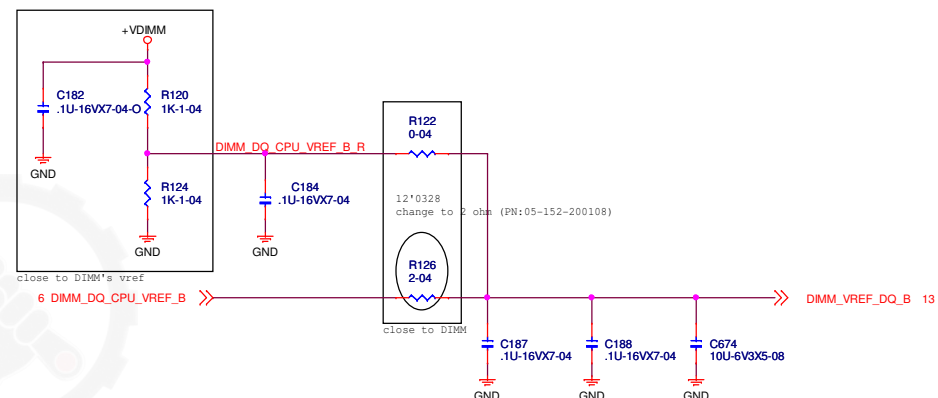 +VDIMM
C182
.1U-16VX7-04-O
R120
1K-1-04
GND
DIMM_DQ_CPU_VREF_B_R
R122
0-04
R124
1K-1-04
C184
.1U-16VX7-04
12'0328
change to 2 ohm (PN:05-152-200108)
GND
GND
close to DIMM's vref
R126
2-04
6 DIMM_DQ_CPU_VREF_B
DIMM_VREF_DQ_B 13
close to DIMM
C187
.1U-16VX7-04
C188
.1U-16VX7-04
C674
10U-6V3X5-08
GND
GND
GND